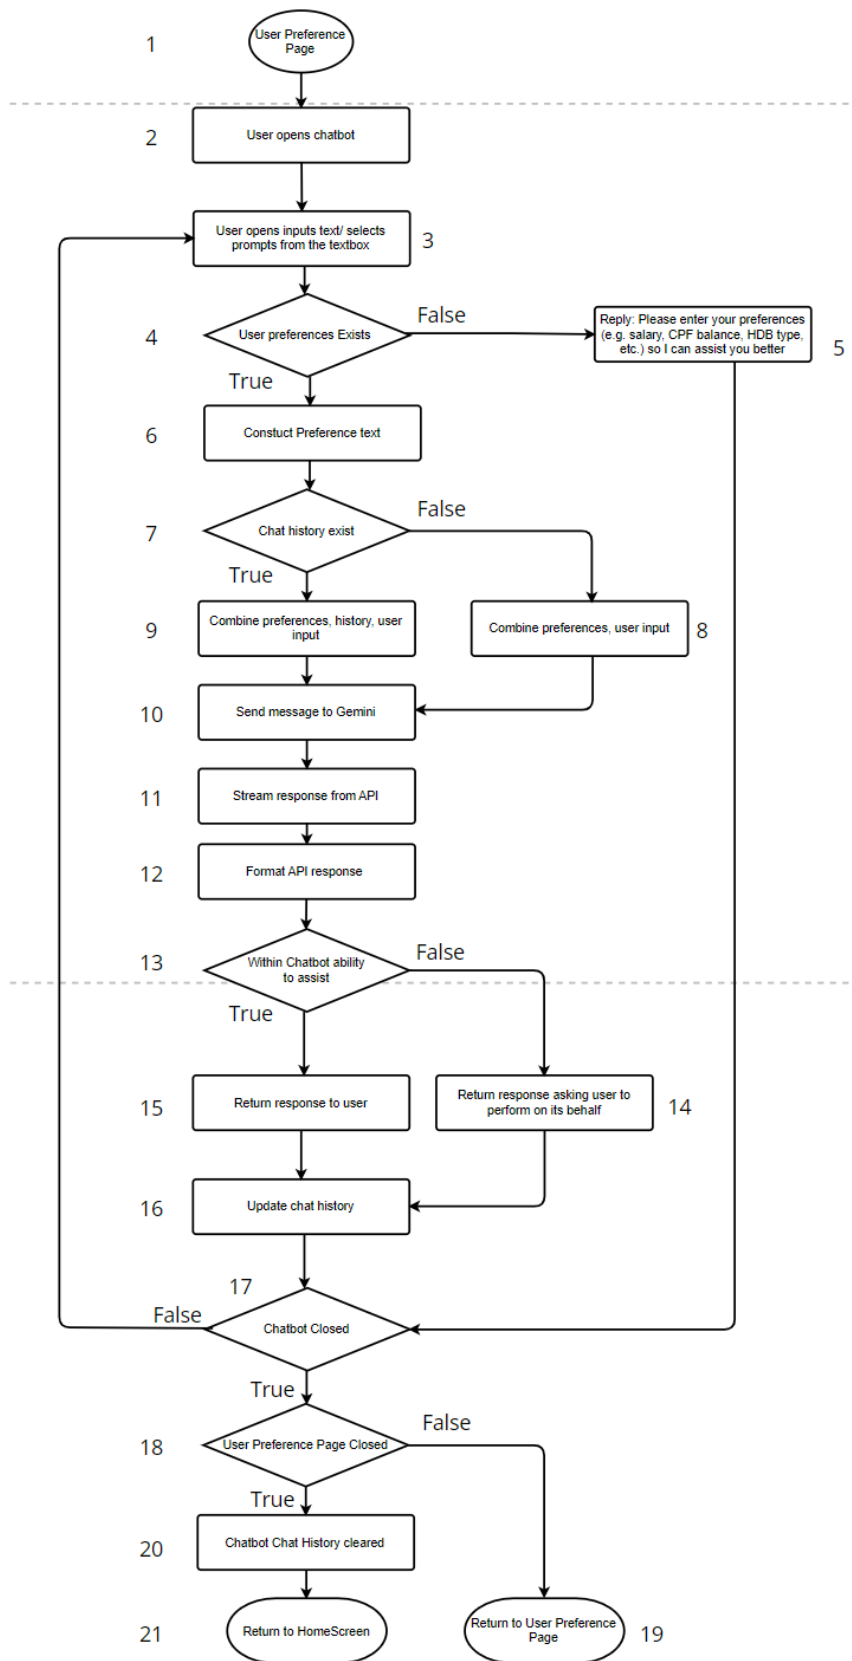 1
User Preference
Page
2
User opens chatbot
User opens inputs text/ selects
prompts from the textbox
3
4
User preferences Exists
False
Reply: Please enter your preferences
(e.g. salary, CPF balance, HDB type,
etc.) so I can assist you better
5
True
6
Constuct Preference text
7
Chat history exist
False
True
9
Combine preferences, history, user
input
Combine preferences, user input
8
10
Send message to Gemini
11
Stream response from API
12
Format API response
13
Within Chatbot ability
to assist
False
True
15
Return response to user
Return response asking user to
perform on its behalf
14
16
Update chat history
17
False
Chatbot Closed
True
18
User Preference Page Closed
False
True
20
Chatbot Chat History cleared
21
Return to HomeScreen
Return to User Preference
Page
19